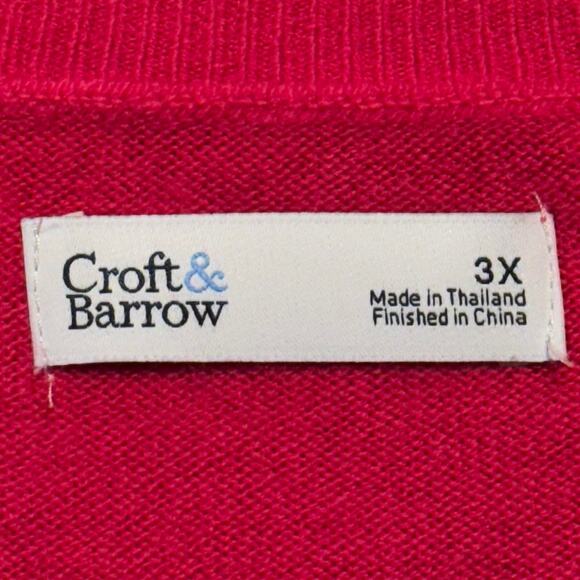 Croft&
Barrow
3X
Made in Thailand
Finished in China